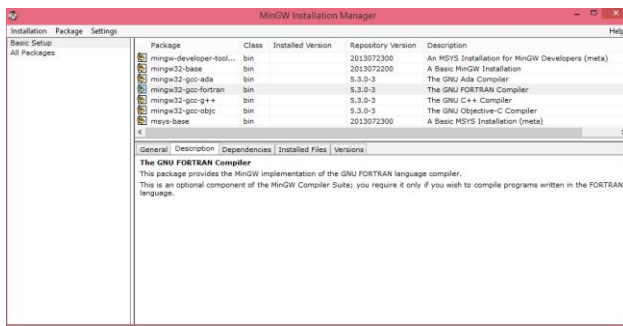 MinGW Installation Manager
Installation Package Settings Help
Basic Setup
All Packages
Package Class Installed Version Repository Version Description
mingw-developer-tool... bin 2013072300 An MSYS Installation for MinGW Developers (meta)
mingw32-base bin 2013072200 A Basic MinGW Installation
mingw32-gcc-ada bin 5.3.0-3 The GNU Ada Compiler
mingw32-gcc-fortran bin 5.3.0-3 The GNU FORTRAN Compiler
mingw32-gcc-g++ bin 5.3.0-3 The GNU C++ Compiler
mingw32-gcc-objc bin 5.3.0-3 The GNU Objective-C Compiler
msys-base bin 2013072300 A Basic MSYS Installation (meta)
General Description Dependencies Installed Files Versions
The GNU FORTRAN Compiler
This package provides the MinGW implementation of the GNU FORTRAN language compiler.
This is an optional component of the MinGW Compiler Suite; you require it only if you wish to compile programs written in the FORTRAN
language.